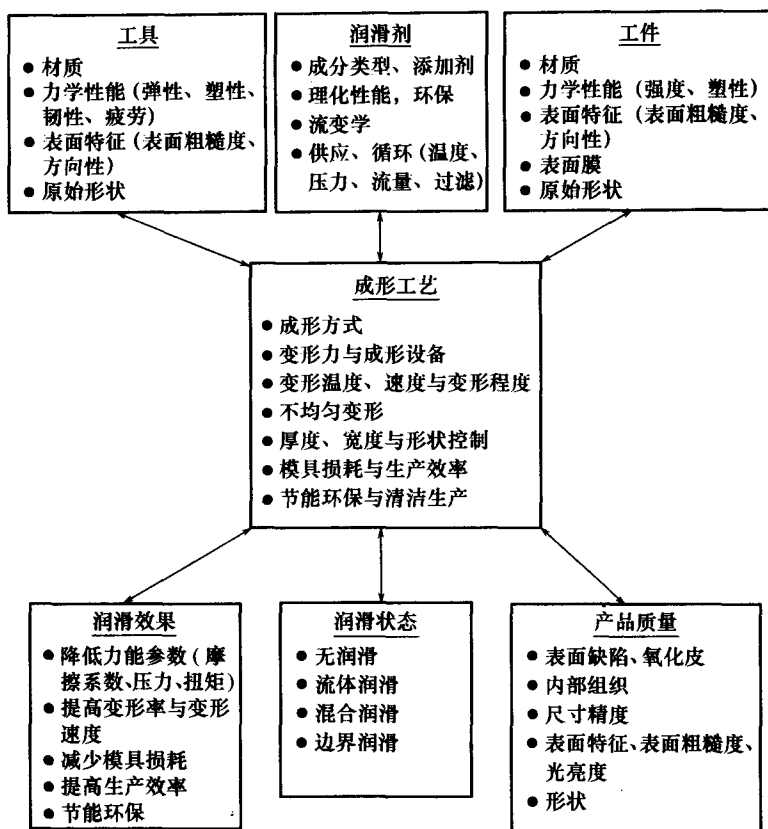 工具
● 材质
● 力学性能（弹性、塑性、
韧性、疲劳）
● 表面特征（表面粗糙度、
方向性）
● 原始形状
润滑剂
● 成分类型、添加剂
● 理化性能，环保
● 流变学
● 供应、循环（温度、
压力、流量、过滤）
工件
● 材质
● 力学性能（强度、塑性）
● 表面特征（表面粗糙度、
方向性）
● 表面膜
● 原始形状
成形工艺
● 成形方式
● 变形力与成形设备
● 变形温度、速度与变形程度
● 不均匀变形
● 厚度、宽度与形状控制
● 模具损耗与生产效率
● 节能环保与清洁生产
润滑效果
● 降低力能参数（摩
擦系数、压力、扭矩）
● 提高变形率与变形
速度
● 减少模具损耗
● 提高生产效率
● 节能环保
润滑状态
● 无润滑
● 流体润滑
● 混合润滑
● 边界润滑
产品质量
● 表面缺陷、氧化皮
● 内部组织
● 尺寸精度
● 表面特征、表面粗糙度、
光亮度
● 形状